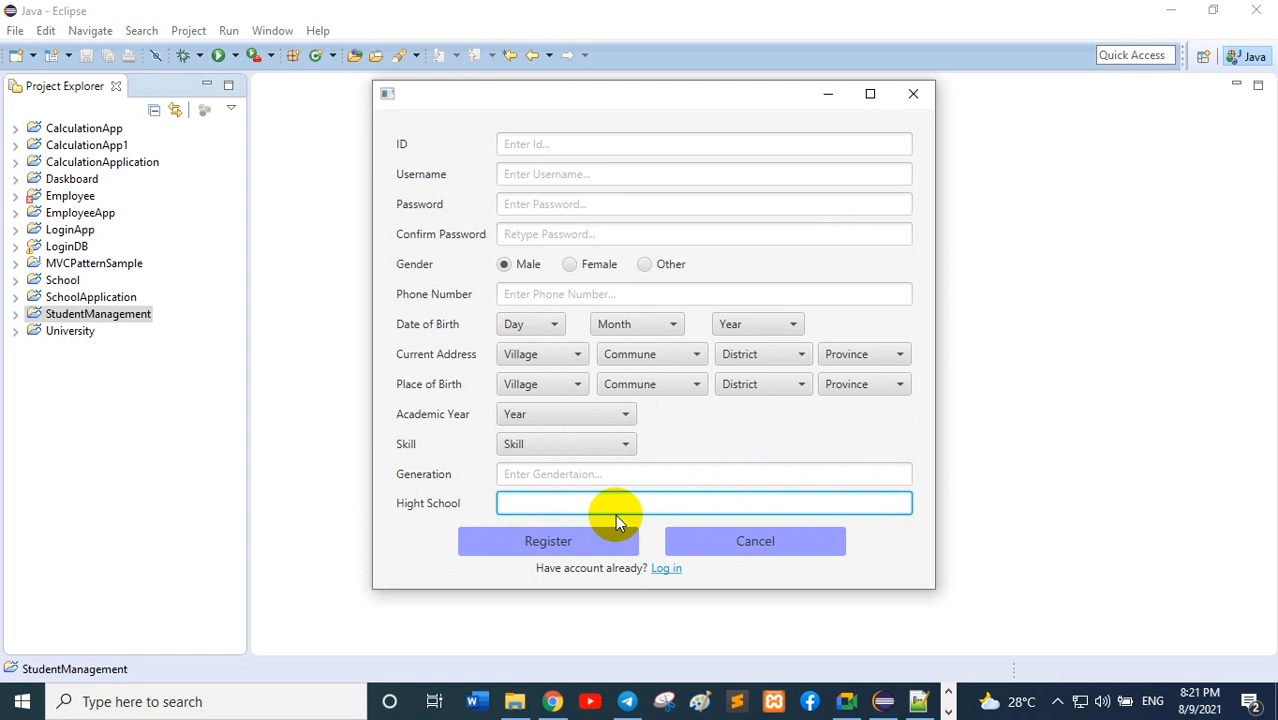 Java - Eclipse
File Edit Navigate Search Project Run Window Help
Quick Access
Java
Project Explorer
CalculationApp
CalculationApp1
CalculationApplication
Daskboard
Employee
EmployeeApp
LoginApp
LoginDB
MVCPatternSample
School
SchoolApplication
StudentManagement
University
ID Enter Id...
Username Enter Username...
Password Enter Password...
Confirm Password Retype Password...
Gender Male Female Other
Phone Number Enter Phone Number...
Date of Birth Day Month Year
Current Address Village Commune District Province
Place of Birth Village Commune District Province
Academic Year Year
Skill Skill
Generation Enter Gendertaion...
Hight School
Register Cancel
Have account already? Log in
StudentManagement
Type here to search
28°C ENG
8:21 PM
8/9/2021
2